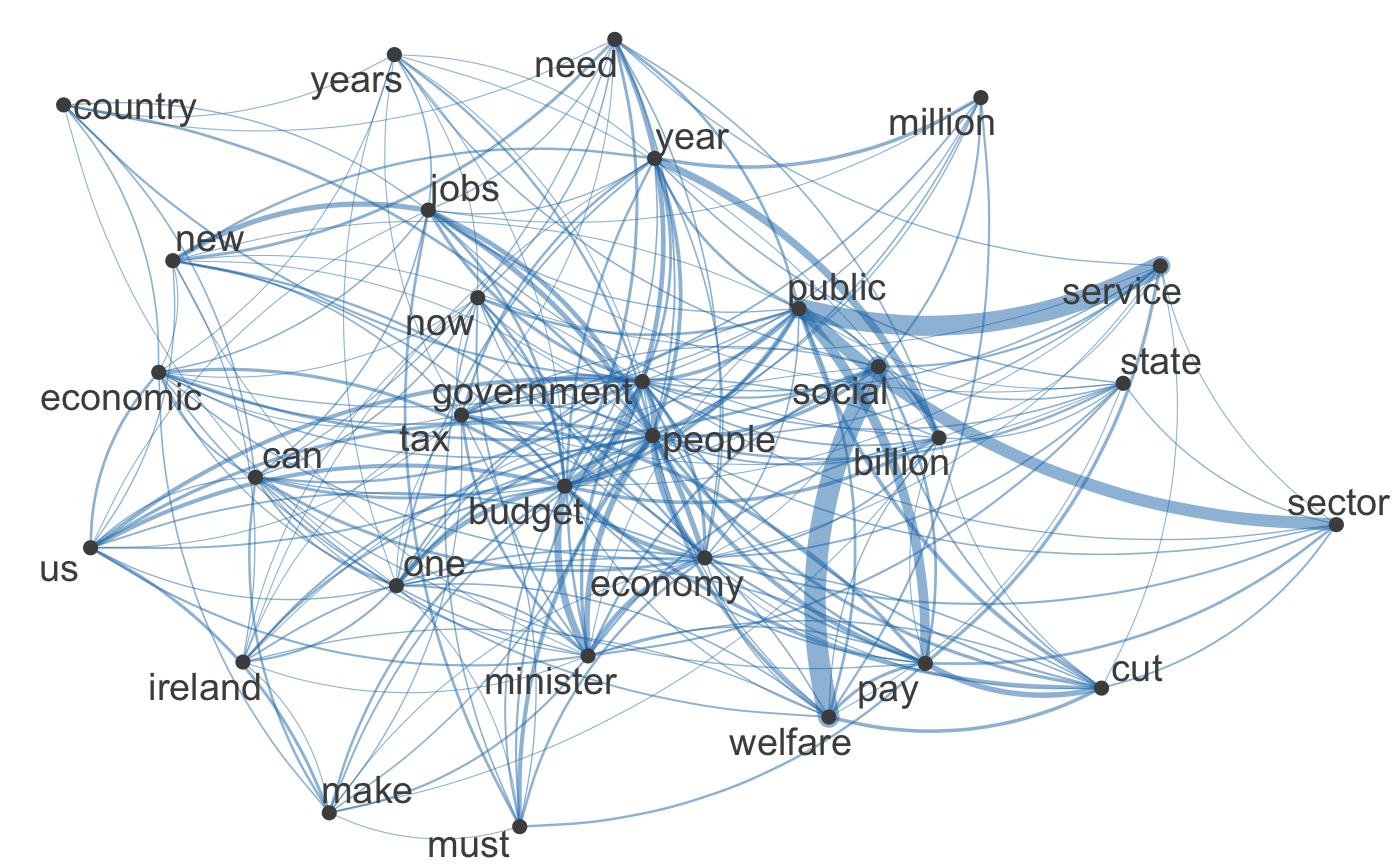 need
years
country
million
year
jobs
new
public
service
now
state
economic
government
social
tax
people
can
billion
budget
sector
us
one
economy
ireland
minister
cut
pay
welfare
make
must